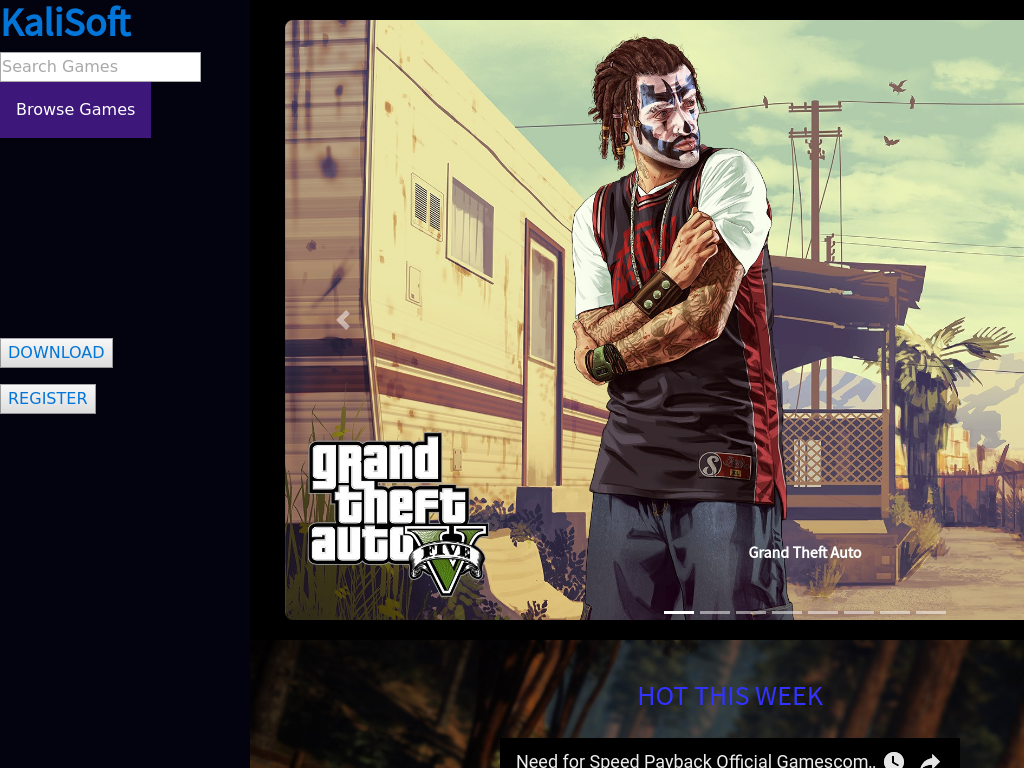 KaliSoft
Search Games
Browse Games
DOWNLOAD
REGISTER
grand
theft
auto
FIVE
V
Grand Theft Auto
HOT THIS WEEK
Need for Speed Payback Official Gamescom..